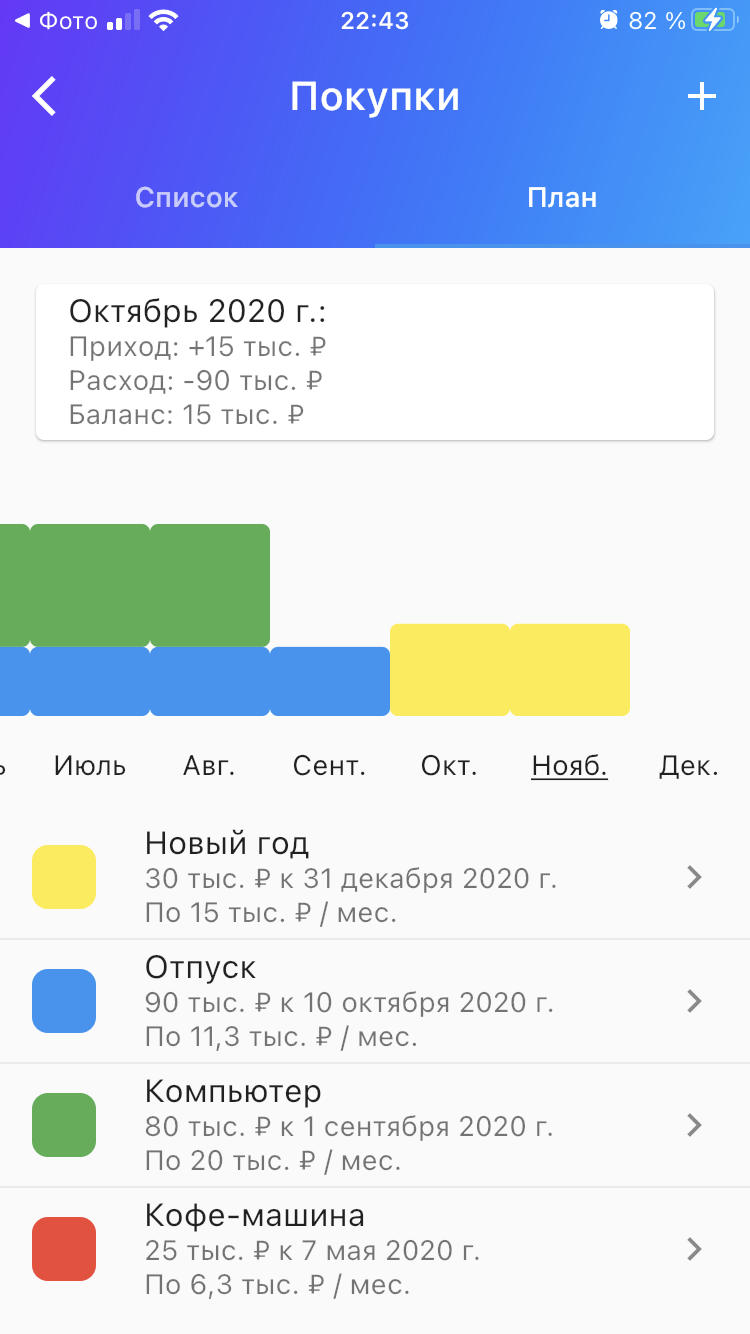 Фото 22:43 82 %
Покупки
Список План
Октябрь 2020 г.:
Приход: +15 тыс. ₽
Расход: -90 тыс. ₽
Баланс: 15 тыс. ₽
ь Июль Авг. Сент. Окт. Нояб. Дек.
Новый год
30 тыс. ₽ к 31 декабря 2020 г.
По 15 тыс. ₽ / мес.
Отпуск
90 тыс. ₽ к 10 октября 2020 г.
По 11,3 тыс. ₽ / мес.
Компьютер
80 тыс. ₽ к 1 сентября 2020 г.
По 20 тыс. ₽ / мес.
Кофе-машина
25 тыс. ₽ к 7 мая 2020 г.
По 6,3 тыс. ₽ / мес.